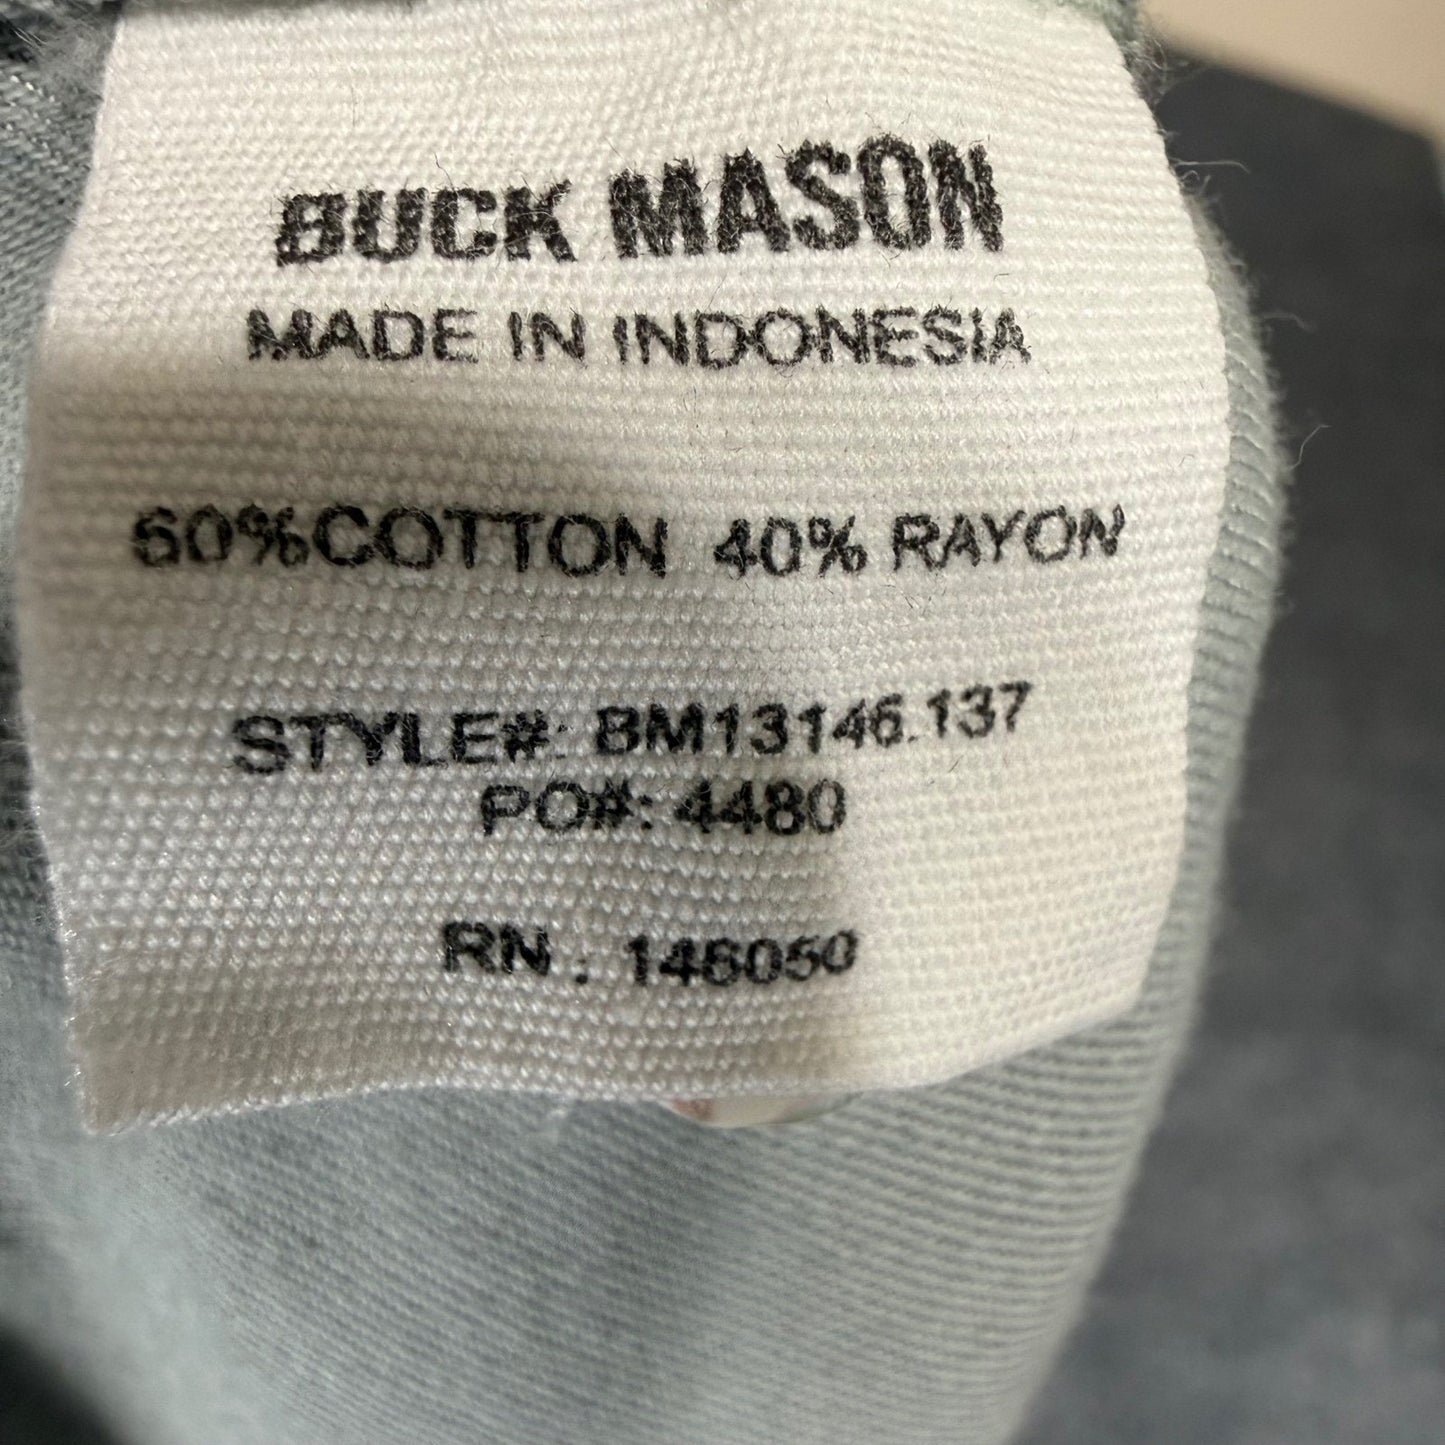 BUCK MASON
MADE IN INDONESIA
60%COTTON 40% RAYON
STYLE#: BM13146.137
PO#: 4480
RN : 146050